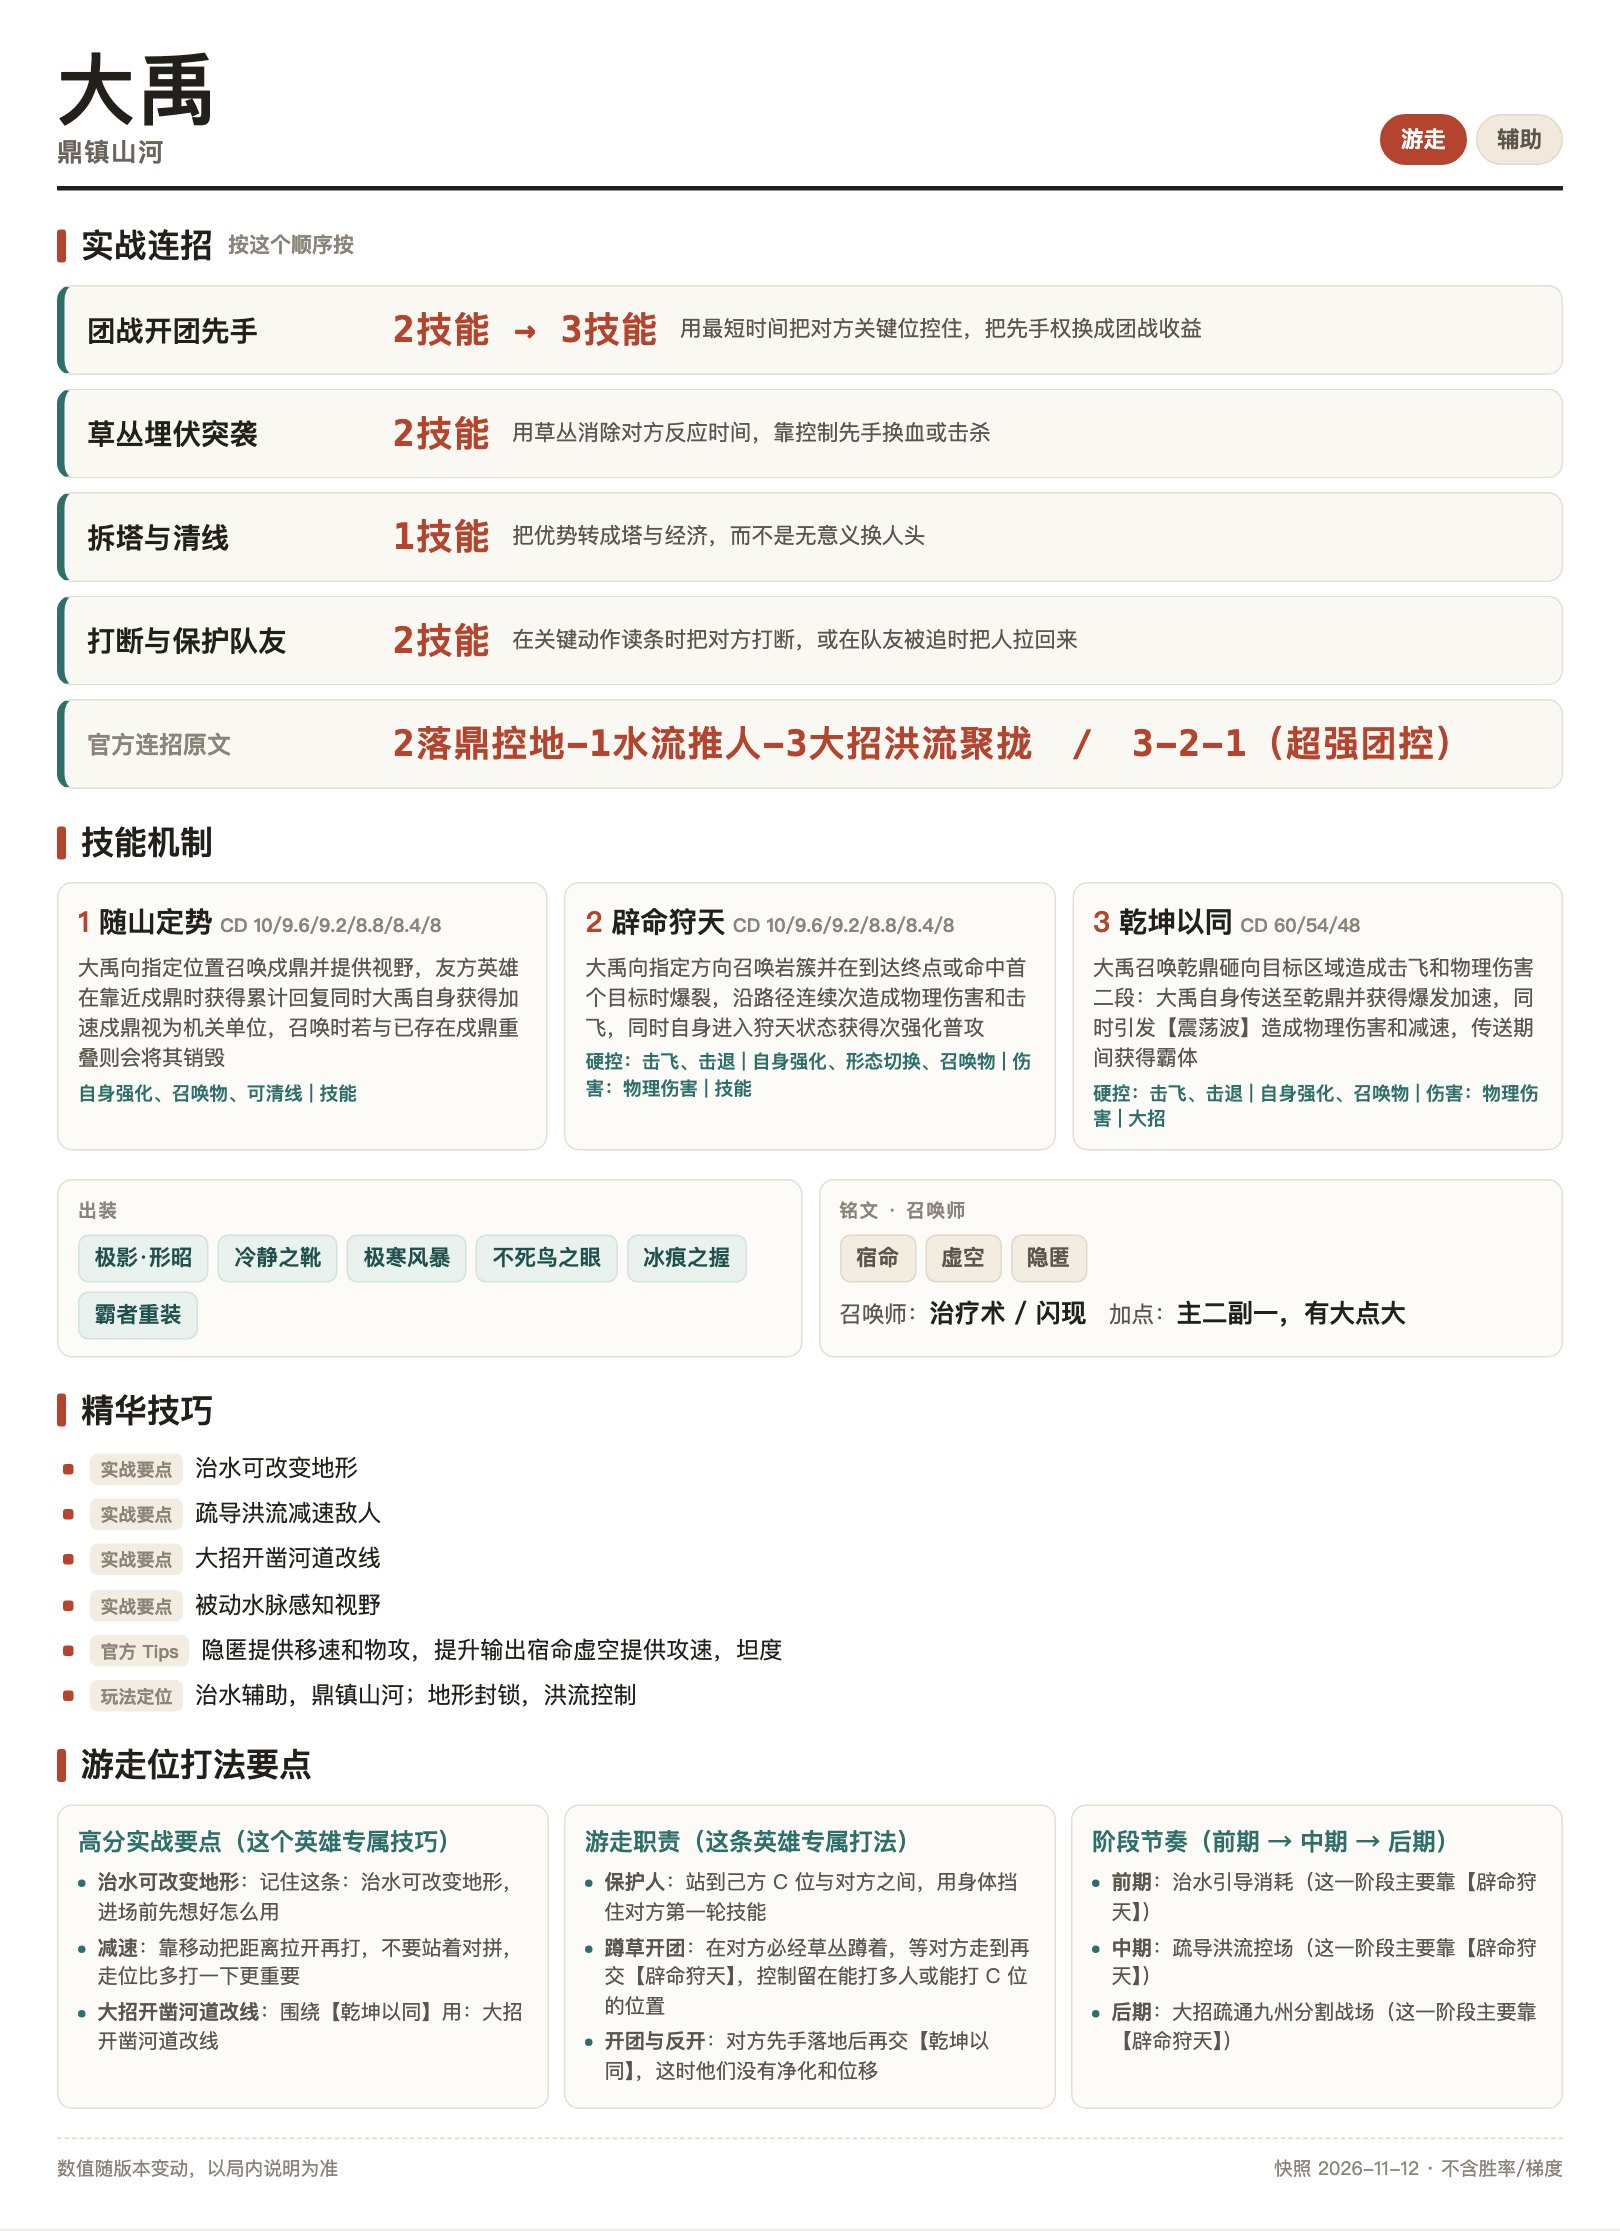 大禹
鼎镇山河
游走 辅助
实战连招 按这个顺序按
团战开团先手 2技能 → 3技能 用最短时间把对方关键位控住，把先手权换成团战收益
草丛埋伏突袭 2技能 用草丛消除对方反应时间，靠控制先手换血或击杀
拆塔与清线 1技能 把优势转成塔与经济，而不是无意义换人头
打断与保护队友 2技能 在关键动作读条时把对方打断，或在队友被追时把人拉回来
官方连招原文 2落鼎控地-1水流推人-3大招洪流聚拢 / 3-2-1（超强团控）
技能机制
1 随山定势 CD 10/9.6/9.2/8.8/8.4/8
大禹向指定位置召唤戍鼎并提供视野，友方英雄
在靠近戍鼎时获得累计回复同时大禹自身获得加
速戍鼎视为机关单位，召唤时若与已存在戍鼎重
叠则会将其销毁
自身强化、召唤物、可清线 | 技能
2 辟命狩天 CD 10/9.6/9.2/8.8/8.4/8
大禹向指定方向召唤岩簇并在到达终点或命中首
个目标时爆裂，沿路径连续次造成物理伤害和击
飞，同时自身进入狩天状态获得次强化普攻
硬控：击飞、击退 | 自身强化、形态切换、召唤物 | 伤
害：物理伤害 | 技能
3 乾坤以同 CD 60/54/48
大禹召唤乾鼎砸向目标区域造成击飞和物理伤害
二段：大禹自身传送至乾鼎并获得爆发加速，同
时引发【震荡波】造成物理伤害和减速，传送期
间获得霸体
硬控：击飞、击退 | 自身强化、召唤物 | 伤害：物理伤
害 | 大招
出装
极影·形昭 冷静之靴 极寒风暴 不死鸟之眼 冰痕之握
霸者重装
铭文 · 召唤师
宿命 虚空 隐匿
召唤师：治疗术 / 闪现 加点：主二副一，有大点大
精华技巧
实战要点 治水可改变地形
实战要点 疏导洪流减速敌人
实战要点 大招开凿河道改线
实战要点 被动水脉感知视野
官方 Tips 隐匿提供移速和物攻，提升输出宿命虚空提供攻速，坦度
玩法定位 治水辅助，鼎镇山河；地形封锁，洪流控制
游走位打法要点
高分实战要点（这个英雄专属技巧）
治水可改变地形：记住这条：治水可改变地形，
进场前先想好怎么用
减速：靠移动把距离拉开再打，不要站着对拼，
走位比多打一下更重要
大招开凿河道改线：围绕【乾坤以同】用：大招
开凿河道改线
游走职责（这条英雄专属打法）
保护人：站到己方 C 位与对方之间，用身体挡
住对方第一轮技能
蹲草开团：在对方必经草丛蹲着，等对方走到再
交【辟命狩天】，控制留在能打多人或能打 C 位
的位置
开团与反开：对方先手落地后再交【乾坤以
同】，这时他们没有净化和位移
阶段节奏（前期 → 中期 → 后期）
前期：治水引导消耗（这一阶段主要靠【辟命狩
天】）
中期：疏导洪流控场（这一阶段主要靠【辟命狩
天】）
后期：大招疏通九州分割战场（这一阶段主要靠
【辟命狩天】）
数值随版本变动，以局内说明为准
快照 2026-11-12 · 不含胜率/梯度